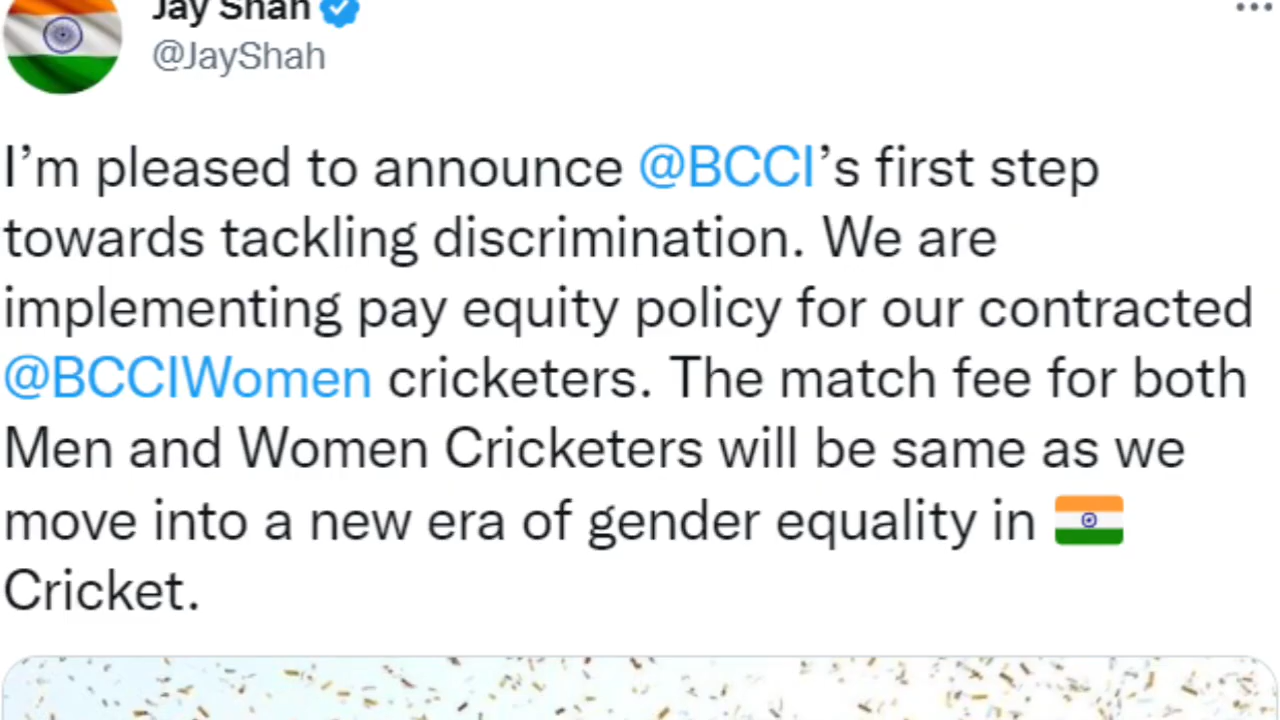 Jay Shah
@JayShah
I’m pleased to announce @BCCI’s first step
towards tackling discrimination. We are
implementing pay equity policy for our contracted
@BCCIWomen cricketers. The match fee for both
Men and Women Cricketers will be same as we
move into a new era of gender equality in 🇮🇳
Cricket.